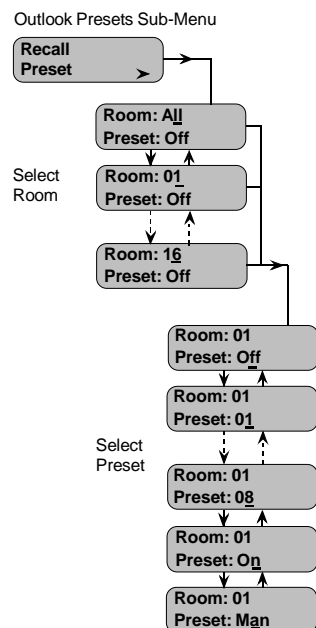 Outlook Presets Sub-Menu
Recall
Preset
Room: All
Preset: Off
Select
Room
Room: 01
Preset: Off
Room: 16
Preset: Off
Room: 01
Preset: Off
Room: 01
Preset: 01
Select
Preset
Room: 01
Preset: 08
Room: 01
Preset: On
Room: 01
Preset: Man